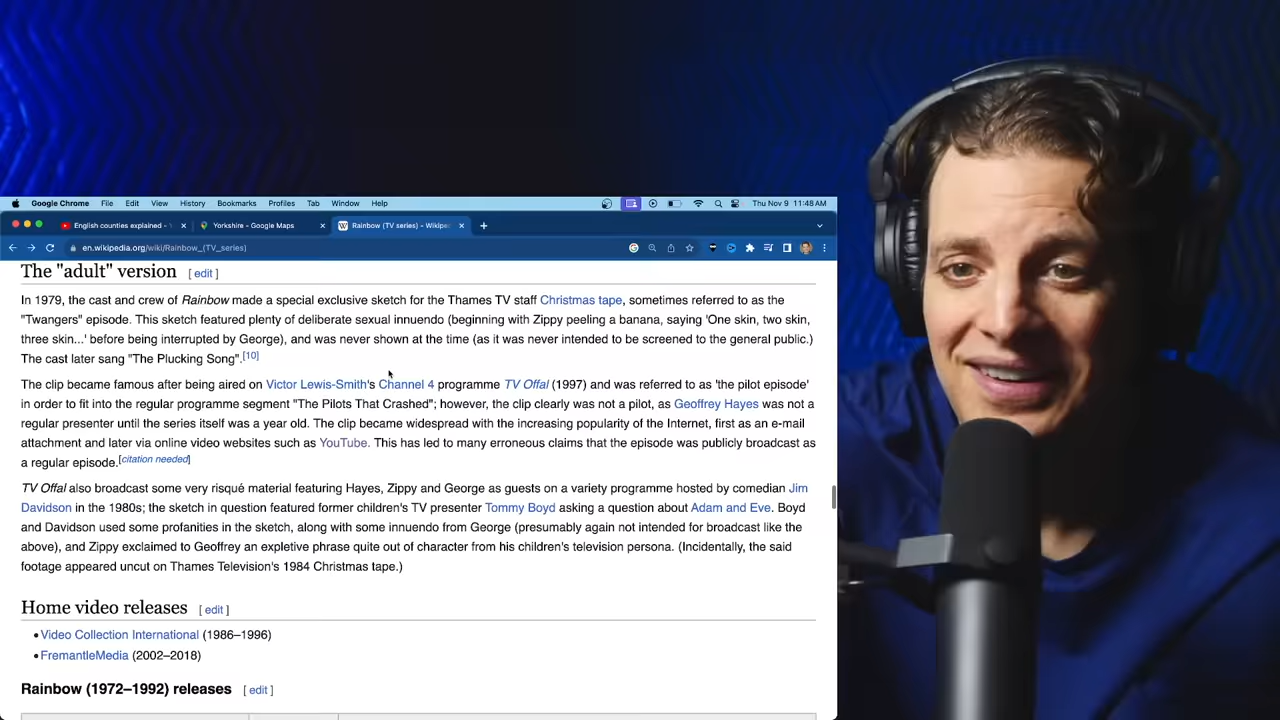 Google Chrome File Edit View History Bookmarks Profiles Tab Window Help Thu Nov 9 11:48 AM
English counties explained - Yorkshire - Google Maps Rainbow (TV series) - Wikipe
en.wikipedia.org/wiki/Rainbow_(TV_series)
The "adult" version [ edit ]
In 1979, the cast and crew of Rainbow made a special exclusive sketch for the Thames TV staff Christmas tape, sometimes referred to as the
"Twangers" episode. This sketch featured plenty of deliberate sexual innuendo (beginning with Zippy peeling a banana, saying 'One skin, two skin,
three skin...' before being interrupted by George), and was never shown at the time (as it was never intended to be screened to the general public.)
The cast later sang "The Plucking Song".[10]
The clip became famous after being aired on Victor Lewis-Smith's Channel 4 programme TV Offal (1997) and was referred to as 'the pilot episode'
in order to fit into the regular programme segment "The Pilots That Crashed"; however, the clip clearly was not a pilot, as Geoffrey Hayes was not a
regular presenter until the series itself was a year old. The clip became widespread with the increasing popularity of the Internet, first as an e-mail
attachment and later via online video websites such as YouTube. This has led to many erroneous claims that the episode was publicly broadcast as
a regular episode.[citation needed]
TV Offal also broadcast some very risqué material featuring Hayes, Zippy and George as guests on a variety programme hosted by comedian Jim
Davidson in the 1980s; the sketch in question featured former children's TV presenter Tommy Boyd asking a question about Adam and Eve. Boyd
and Davidson used some profanities in the sketch, along with some innuendo from George (presumably again not intended for broadcast like the
above), and Zippy exclaimed to Geoffrey an expletive phrase quite out of character from his children's television persona. (Incidentally, the said
footage appeared uncut on Thames Television's 1984 Christmas tape.)
Home video releases [ edit ]
• Video Collection International (1986–1996)
• FremantleMedia (2002–2018)
Rainbow (1972–1992) releases [ edit ]